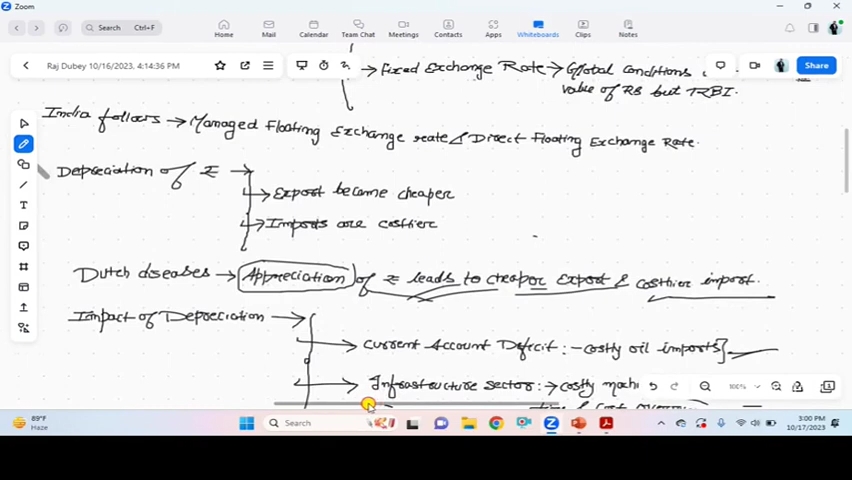 Zoom
Search Ctrl+F
Home Mail Calendar Team Chat Meetings Contacts Apps Whiteboards Clips Notes
Raj Dubey 10/16/2023 4:14:36 PM
Share
→ Fixed Exchange Rate → Global conditions
value of RS but RBI.
India follows → Managed Floating Exchange rate & Direct Floating Exchange Rate.
Depreciation of ₹ →
→ Export become cheaper
→ Imports are costlier
Dutch diseases → Appreciation of ₹ leads to cheaper Export & costlier import.
Impact of Depreciation →
→ Current Account Deficit :- costly oil imports]
→ Infrastructure sector :→ costly
100%
& Cost
89°F
Haze
Search
3:00 PM
10/17/2023